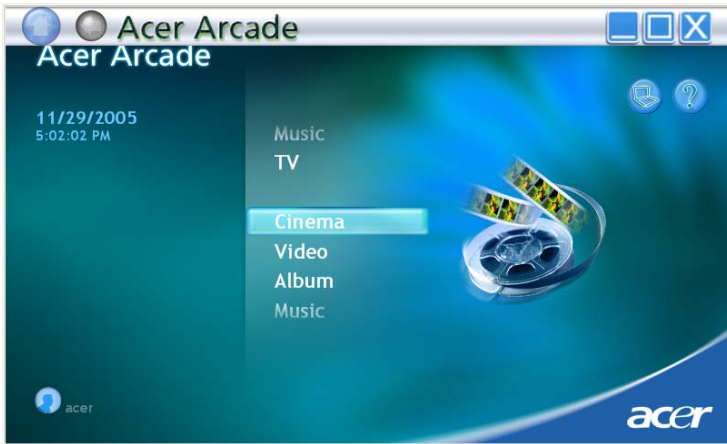 Acer Arcade
Acer Arcade
11/29/2005
5:02:02 PM
Music
TV
Cinema
Video
Album
Music
acer
acer